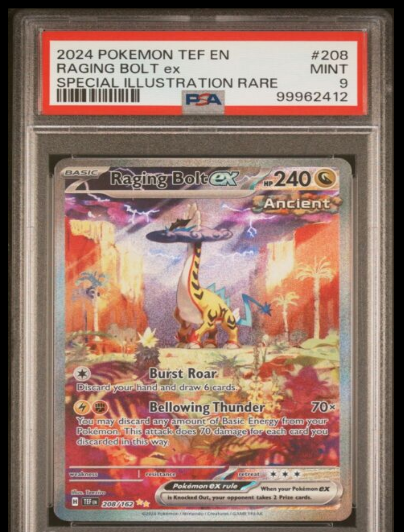 2024 POKEMON TEF EN #208
RAGING BOLT ex MINT
SPECIAL ILLUSTRATION RARE 9
PSA 99962412
BASIC Raging Bolt ex HP 240
Ancient
Burst Roar
Discard your hand and draw 6 cards.
Bellowing Thunder 70×
You may discard any amount of Basic Energy from your
Pokémon. This attack does 70 damage for each card you
discarded in this way.
weakness resistance retreat
Pokémon ex rule When your Pokémon ex
is Knocked Out, your opponent takes 2 Prize cards.
TEF EN 208/162